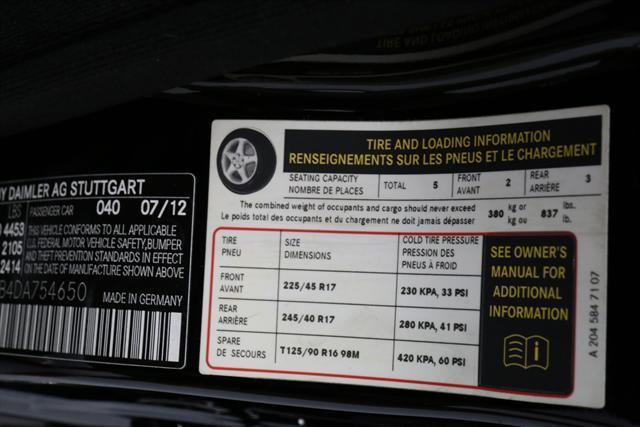 BY DAIMLER AG STUTTGART
LBS PASSENGER CAR 040 07/12
4453 THIS VEHICLE CONFORMS TO ALL APPLICABLE
2105 U.S. FEDERAL MOTOR VEHICLE SAFETY, BUMPER
2414 AND THEFT PREVENTION STANDARDS IN EFFECT
ON THE DATE OF MANUFACTURE SHOWN ABOVE
B4DA754650 MADE IN GERMANY
TIRE AND LOADING INFORMATION
RENSEIGNEMENTS SUR LES PNEUS ET LE CHARGEMENT
SEATING CAPACITY
NOMBRE DE PLACES
TOTAL 5
FRONT
AVANT 2
REAR
ARRIÈRE 3
The combined weight of occupants and cargo should never exceed
Le poids total des occupants et du chargement ne doit jamais dépasser
380 kg or
kg ou
837 lbs.
lb.
TIRE
PNEU
SIZE
DIMENSIONS
COLD TIRE PRESSURE
PRESSION DES
PNEUS À FROID
FRONT
AVANT
225/45 R17
230 KPA, 33 PSI
REAR
ARRIÈRE
245/40 R17
280 KPA, 41 PSI
SPARE
DE SECOURS
T125/90 R16 98M
420 KPA, 60 PSI
SEE OWNER'S
MANUAL FOR
ADDITIONAL
INFORMATION
A 204 584 71 07